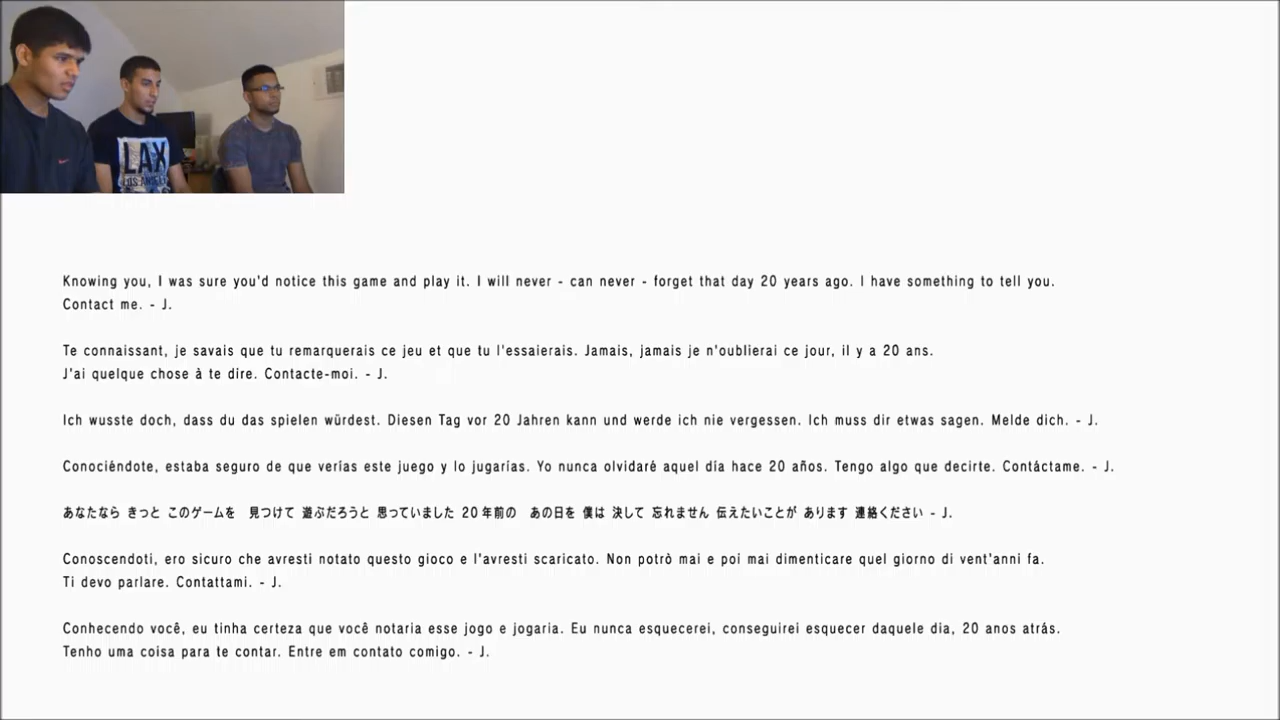 LAX
LOS ANGELES
Knowing you, I was sure you'd notice this game and play it. I will never - can never - forget that day 20 years ago. I have something to tell you.
Contact me. - J.
Te connaissant, je savais que tu remarquerais ce jeu et que tu l'essaierais. Jamais, jamais je n'oublierai ce jour, il y a 20 ans.
J'ai quelque chose à te dire. Contacte-moi. - J.
Ich wusste doch, dass du das spielen würdest. Diesen Tag vor 20 Jahren kann und werde ich nie vergessen. Ich muss dir etwas sagen. Melde dich. - J.
Conociéndote, estaba seguro de que verías este juego y lo jugarías. Yo nunca olvidaré aquel día hace 20 años. Tengo algo que decirte. Contáctame. - J.
あなたなら きっと このゲームを　見つけて 遊ぶだろうと 思っていました 20年前の　あの日を 僕は 決して 忘れません 伝えたいことが あります 連絡ください - J.
Conoscendoti, ero sicuro che avresti notato questo gioco e l'avresti scaricato. Non potrò mai e poi mai dimenticare quel giorno di vent'anni fa.
Ti devo parlare. Contattami. - J.
Conhecendo você, eu tinha certeza que você notaria esse jogo e jogaria. Eu nunca esquecerei, conseguirei esquecer daquele dia, 20 anos atrás.
Tenho uma coisa para te contar. Entre em contato comigo. - J.